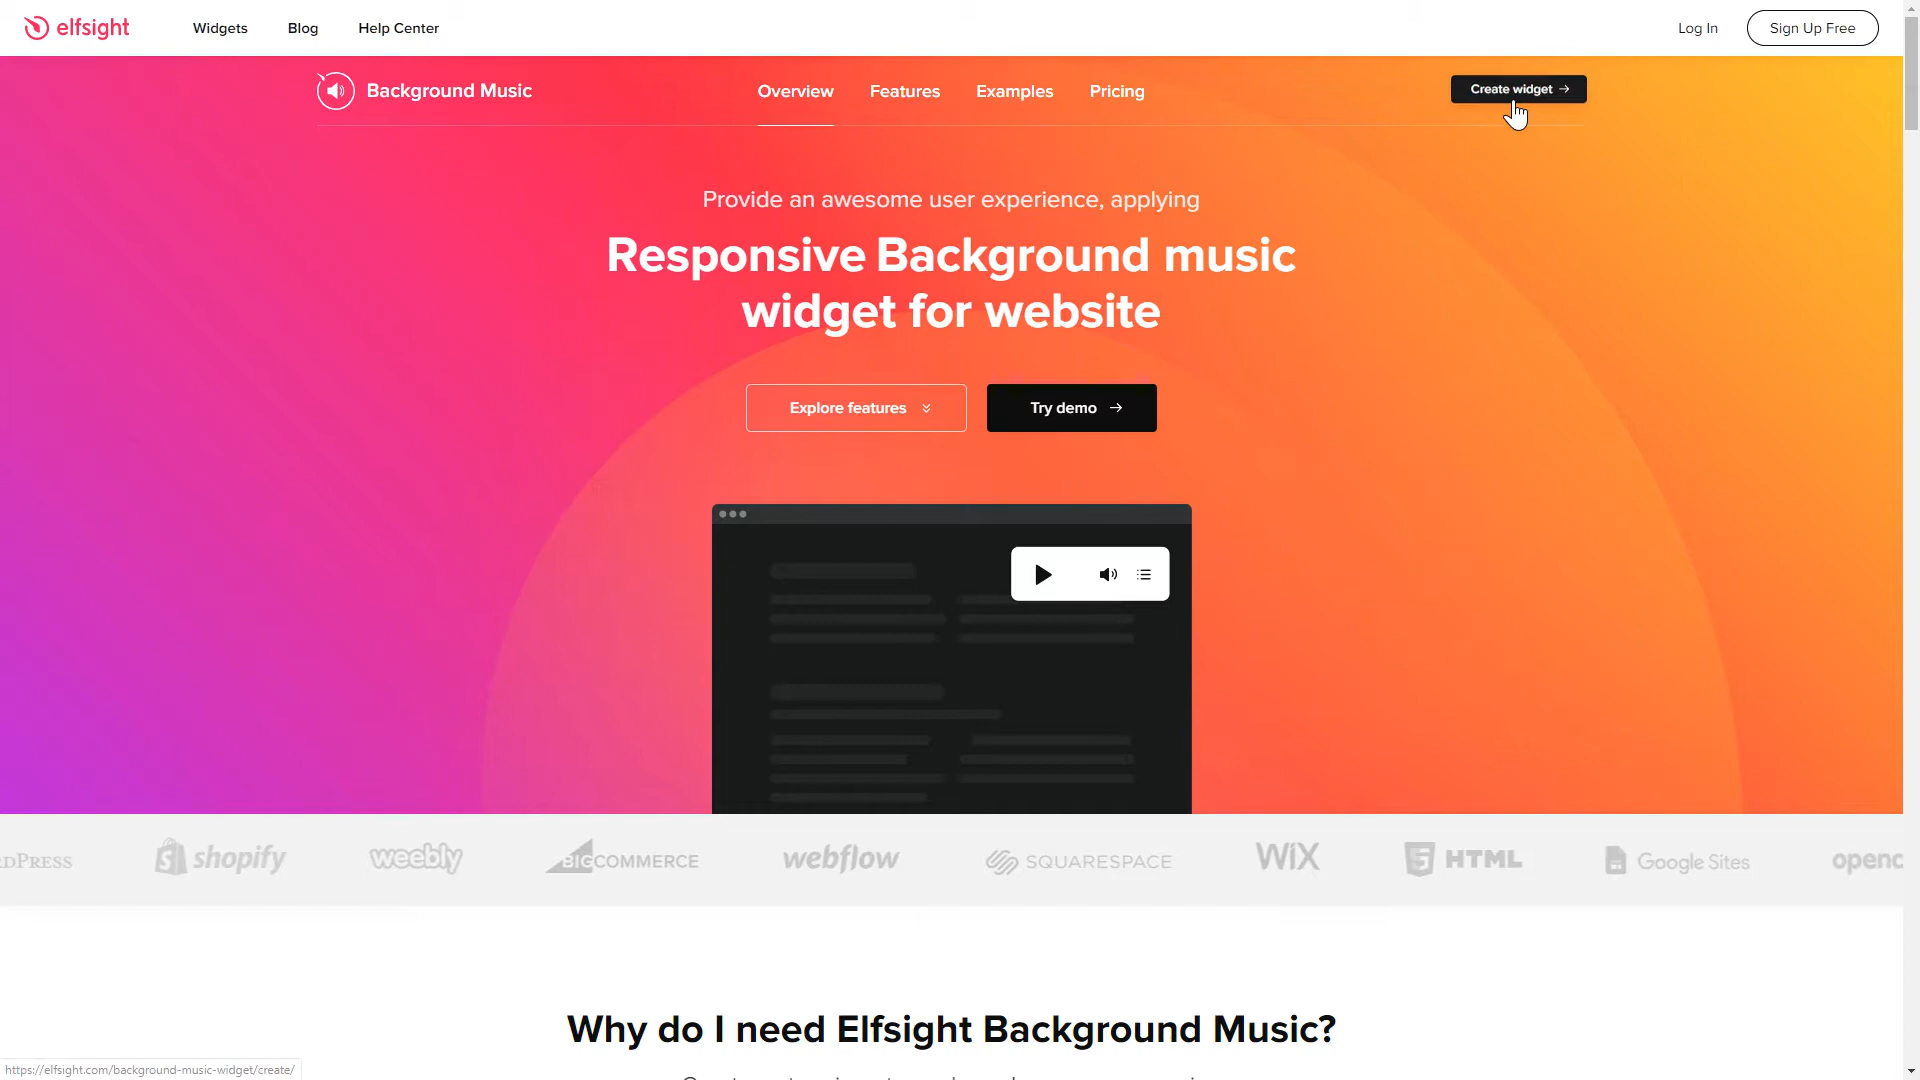 elfsight
Widgets
Blog
Help Center
Log In
Sign Up Free
Background Music
Overview
Features
Examples
Pricing
Create widget
Provide an awesome user experience, applying
Responsive Background music
widget for website
Explore features
Try demo
shopify
weebly
BIGCOMMERCE
webflow
SQUARESPACE
WiX
HTML
Google Sites
Why do I need Elfsight Background Music?
https://elfsight.com/background-music-widget/create/